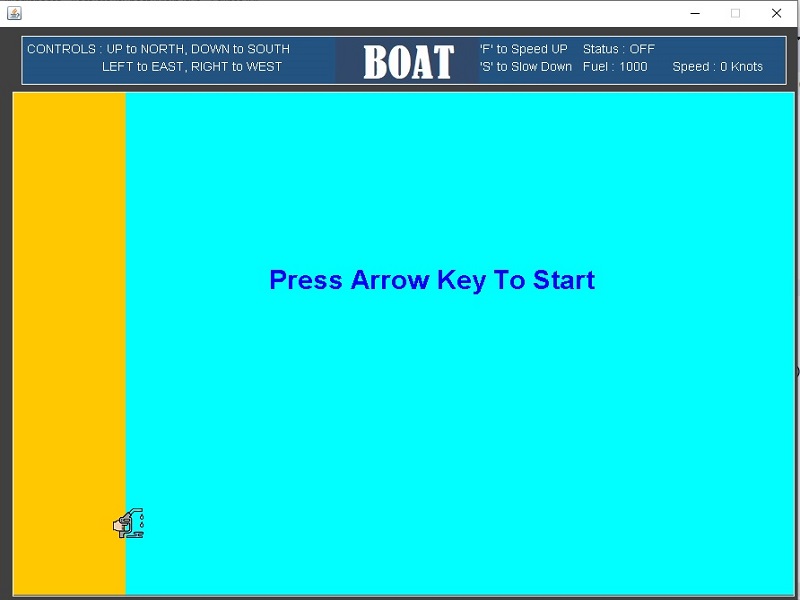 CONTROLS : UP to NORTH, DOWN to SOUTH
LEFT to EAST, RIGHT to WEST
BOAT
'F' to Speed UP
'S' to Slow Down
Status : OFF
Fuel : 1000
Speed : 0 Knots
Press Arrow Key To Start